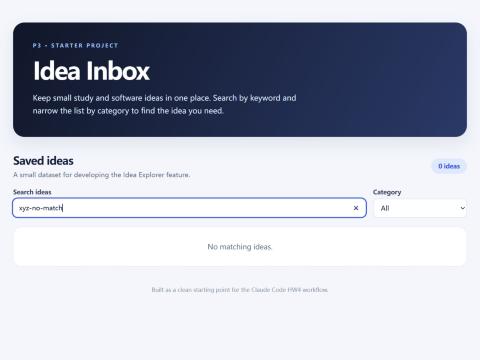 P3 • STARTER PROJECT
Idea Inbox
Keep small study and software ideas in one place. Search by keyword and
narrow the list by category to find the idea you need.
Saved ideas
A small dataset for developing the Idea Explorer feature.
0 ideas
Search ideas
Category
xyz-no-match
All
No matching ideas.
Built as a clean starting point for the Claude Code HW4 workflow.